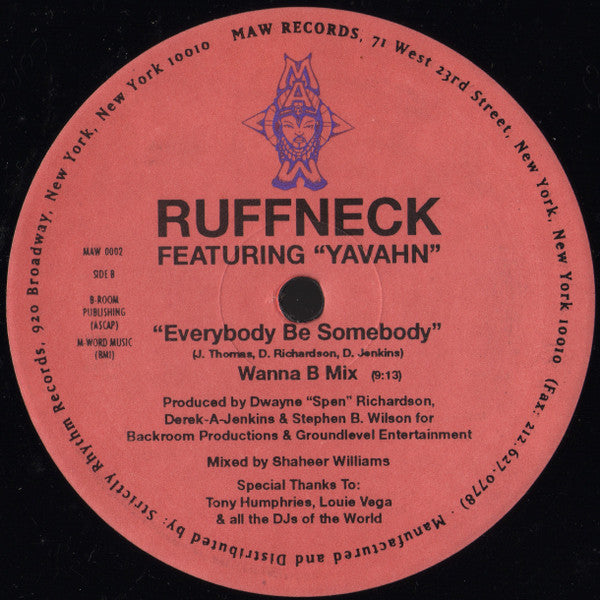 MAW RECORDS, 71 West 23rd Street, New York, New York 10010 (Fax: 212.627.0778) · Manufactured and Distributed by: Strictly Rhythm Records, 920 Broadway, New York, New York 10010
MAW
RUFFNECK
FEATURING “YAVAHN”
MAW 0002
SIDE B
B-ROOM
PUBLISHING
(ASCAP)
M-WORD MUSIC
(BMI)
“Everybody Be Somebody”
(J. Thomas, D. Richardson, D. Jenkins)
Wanna B Mix (9:13)
Produced by Dwayne “Spen” Richardson,
Derek-A-Jenkins & Stephen B. Wilson for
Backroom Productions & Groundlevel Entertainment
Mixed by Shaheer Williams
Special Thanks To:
Tony Humphries, Louie Vega
& all the DJs of the World